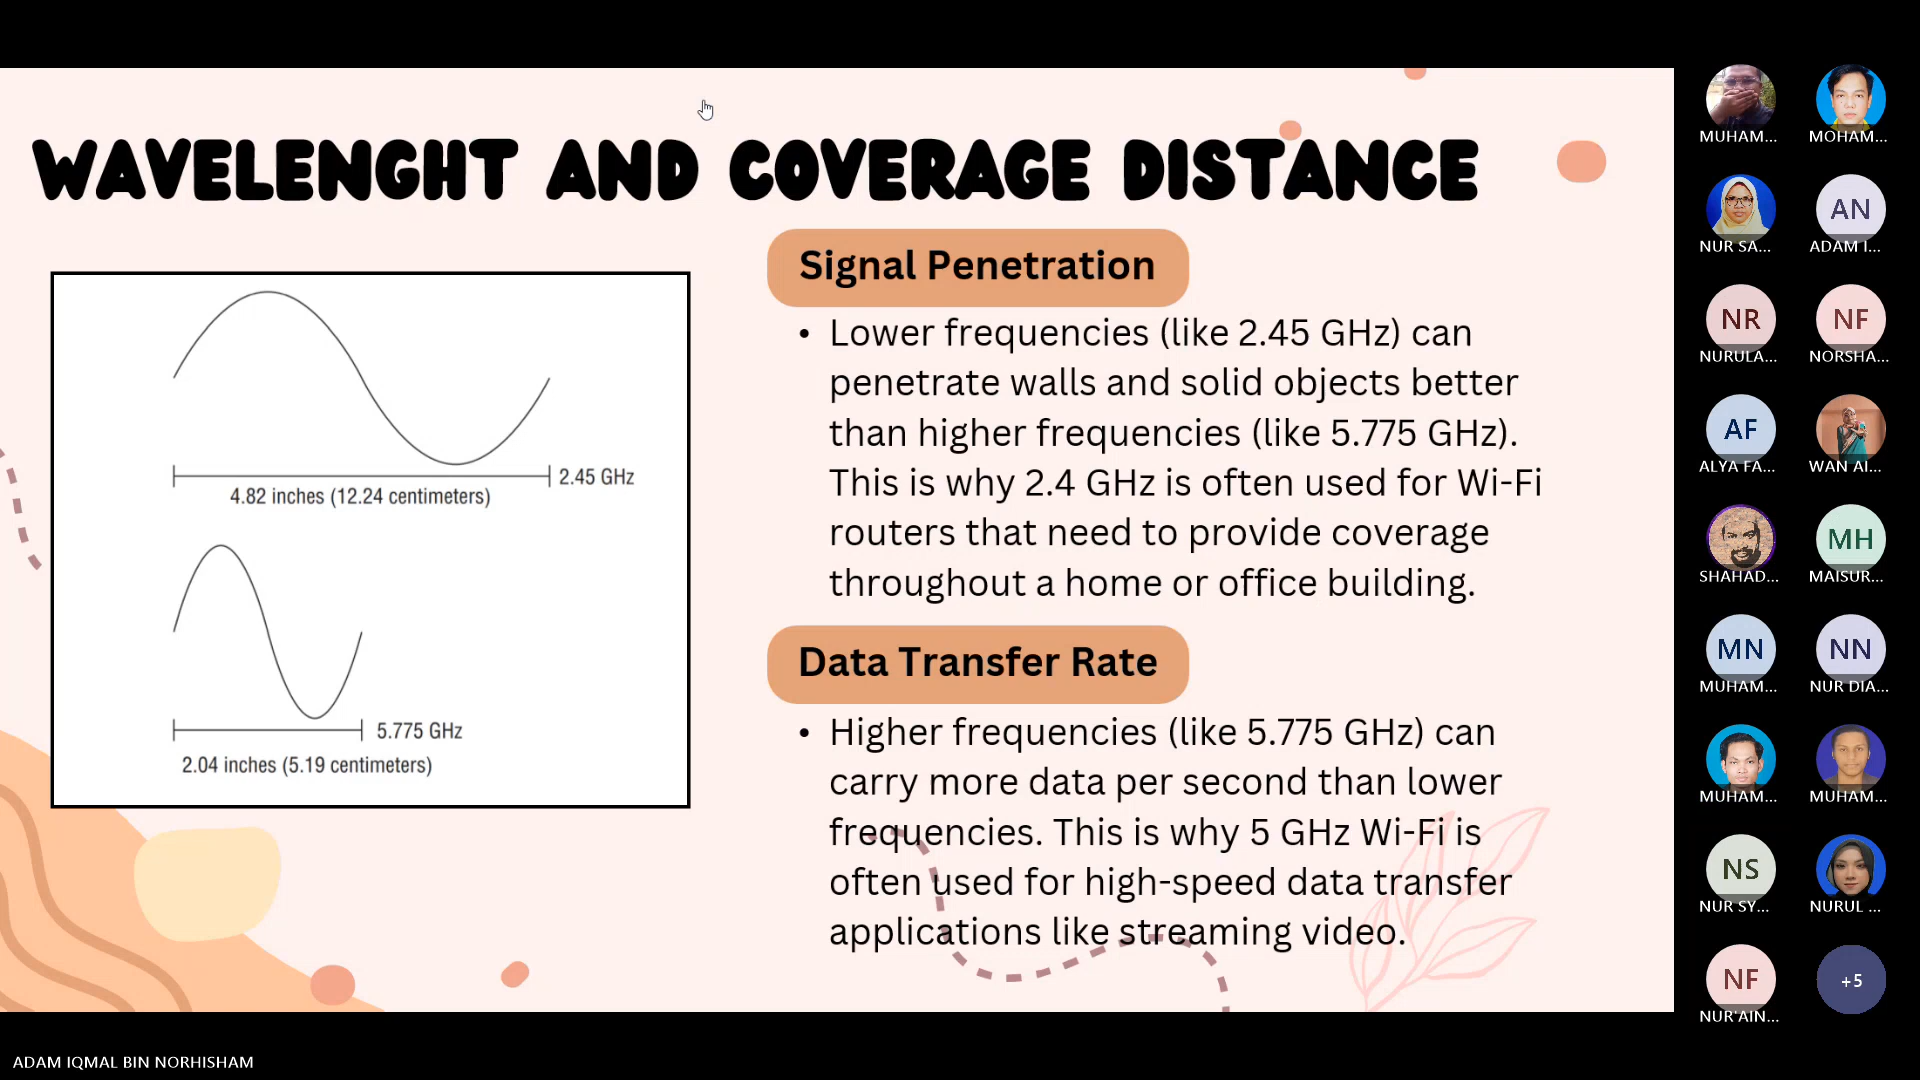 WAVELENGHT AND COVERAGE DISTANCE
2.45 GHz
4.82 inches (12.24 centimeters)
5.775 GHz
2.04 inches (5.19 centimeters)
Signal Penetration
• Lower frequencies (like 2.45 GHz) can
penetrate walls and solid objects better
than higher frequencies (like 5.775 GHz).
This is why 2.4 GHz is often used for Wi-Fi
routers that need to provide coverage
throughout a home or office building.
Data Transfer Rate
• Higher frequencies (like 5.775 GHz) can
carry more data per second than lower
frequencies. This is why 5 GHz Wi-Fi is
often used for high-speed data transfer
applications like streaming video.
MUHAM...
MOHAM...
NUR SA...
AN
ADAM I...
NR
NURULA...
NF
NORSHA...
AF
ALYA FA...
WAN AI...
SHAHAD...
MH
MAISUR...
MN
MUHAM...
NN
NUR DIA...
MUHAM...
MUHAM...
NS
NUR SY...
NURUL ...
NF
NUR'AIN...
+5
ADAM IQMAL BIN NORHISHAM